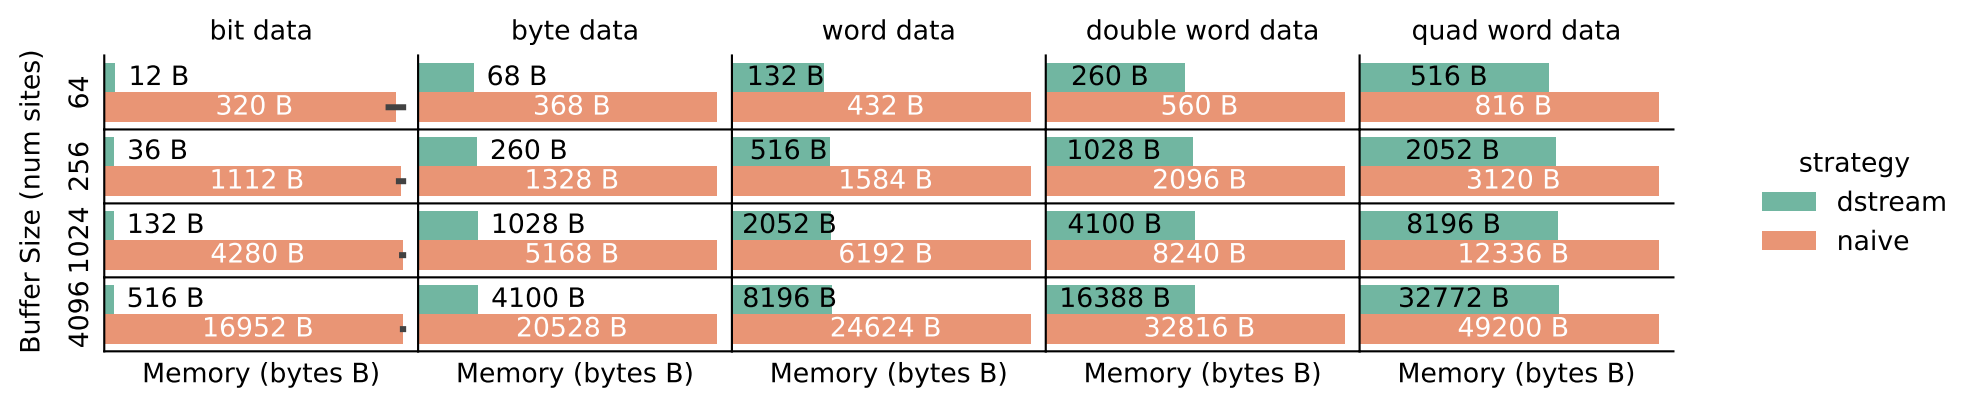 bit data byte data word data double word data quad word data
Buffer Size (num sites)
64
12 B 68 B 132 B 260 B 516 B
320 B 368 B 432 B 560 B 816 B
256
36 B 260 B 516 B 1028 B 2052 B
1112 B 1328 B 1584 B 2096 B 3120 B
1024
132 B 1028 B 2052 B 4100 B 8196 B
4280 B 5168 B 6192 B 8240 B 12336 B
4096
516 B 4100 B 8196 B 16388 B 32772 B
16952 B 20528 B 24624 B 32816 B 49200 B
Memory (bytes B) Memory (bytes B) Memory (bytes B) Memory (bytes B) Memory (bytes B)
strategy
dstream
naive